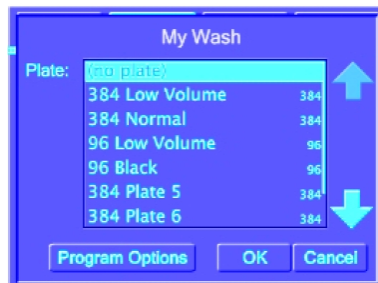 My Wash
Plate:
(no plate)
384 Low Volume 384
384 Normal 384
96 Low Volume 96
96 Black 96
384 Plate 5 384
384 Plate 6 384
Program Options OK Cancel